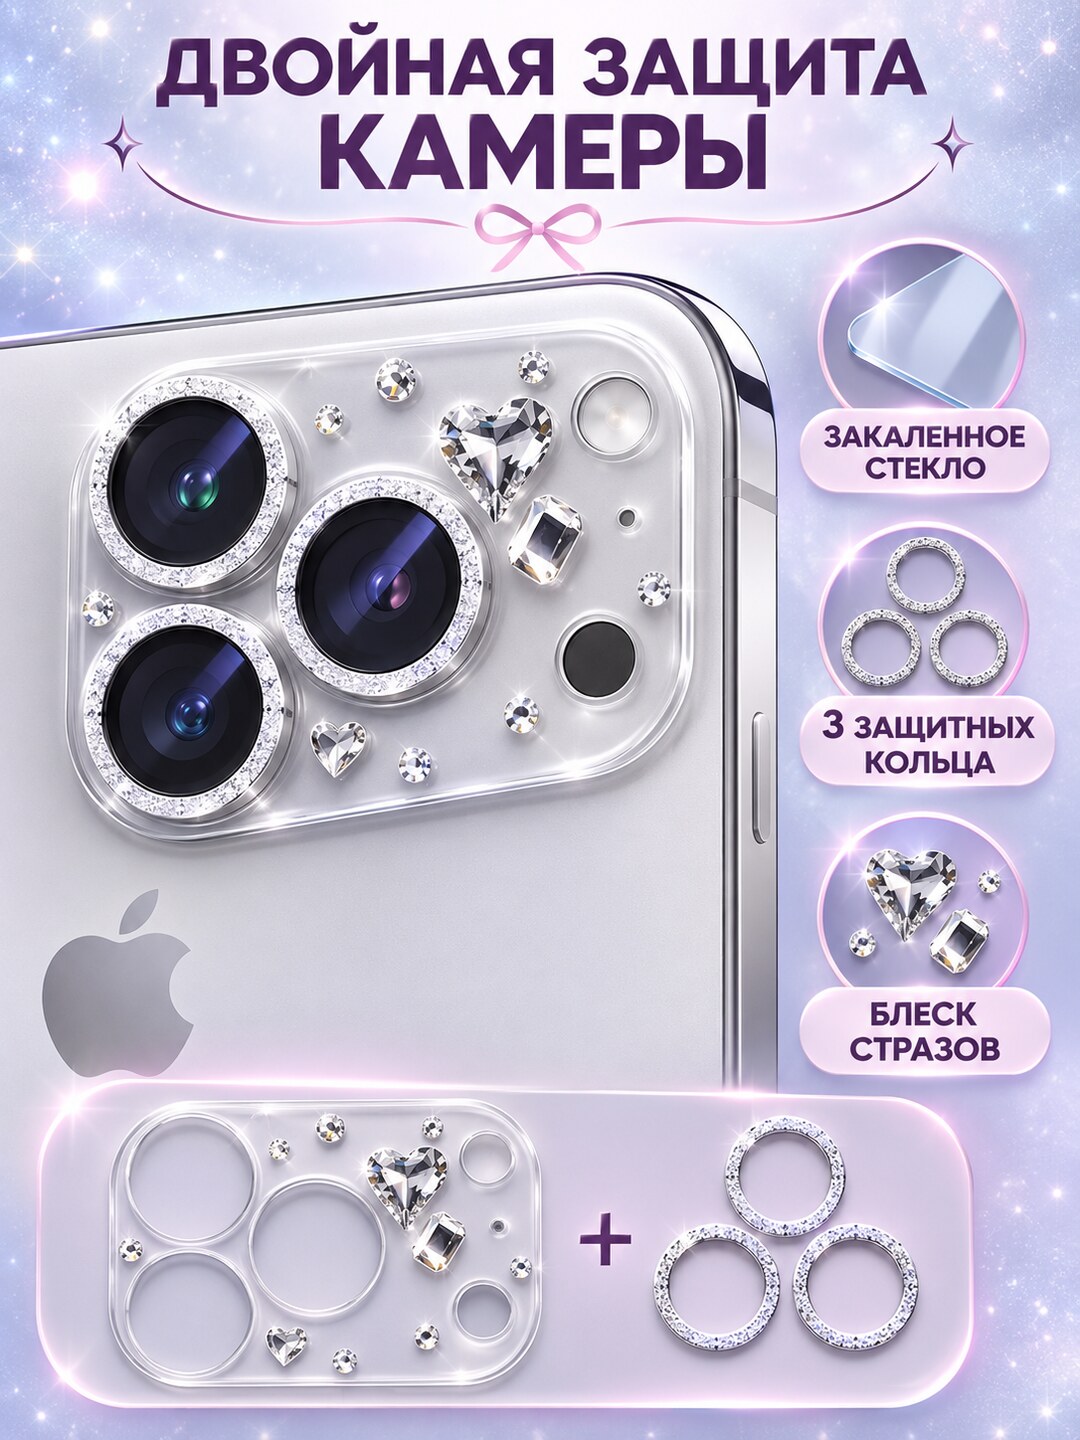 ДВОЙНАЯ ЗАЩИТА
КАМЕРЫ
ЗАКАЛЕННОЕ
СТЕКЛО
3 ЗАЩИТНЫХ
КОЛЬЦА
БЛЕСК
СТРАЗОВ
+